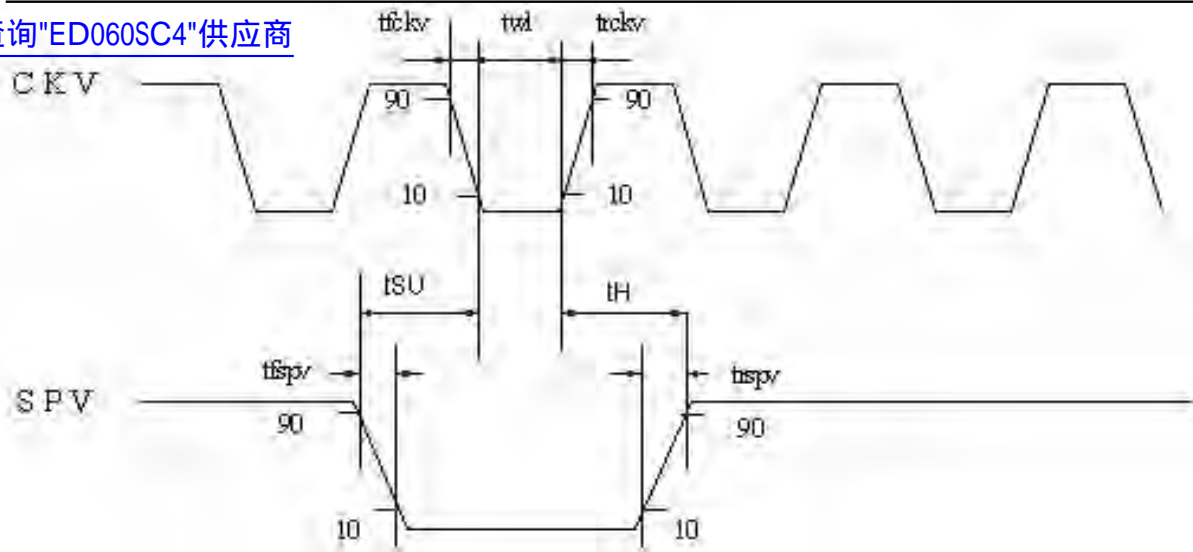 tfckv twl trckv
询"ED060SC4"供应商
CKV
90 90
10 10
tSU tH
tfspv trspv
SPV
90 90
10 10